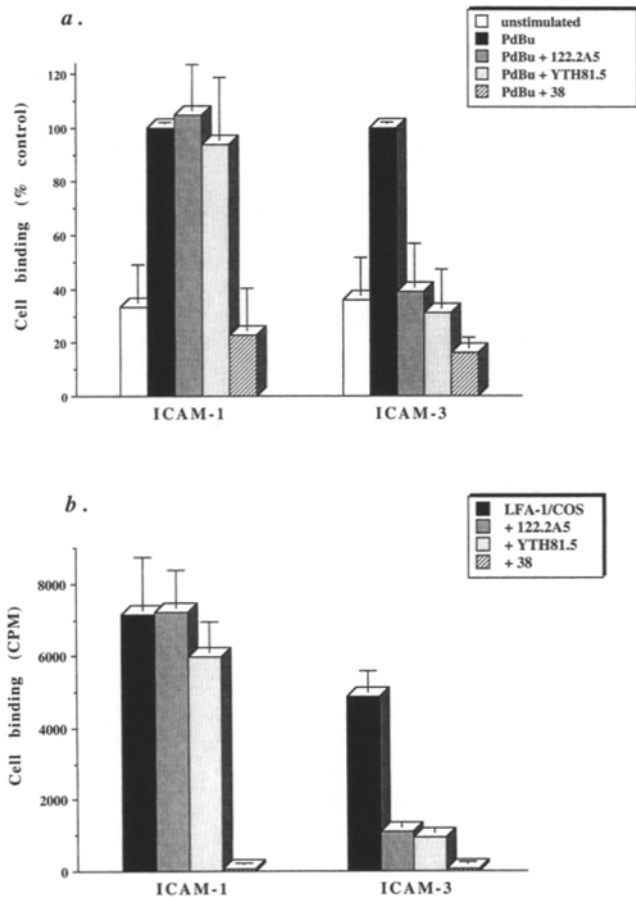 a.
unstimulated
PdBu
PdBu + 122.2A5
PdBu + YTH81.5
PdBu + 38
Cell binding (% control)
120
100
80
60
40
20
0
ICAM-1 ICAM-3
b.
LFA-1/COS
+ 122.2A5
+ YTH81.5
+ 38
Cell binding (CPM)
8000
6000
4000
2000
0
ICAM-1 ICAM-3